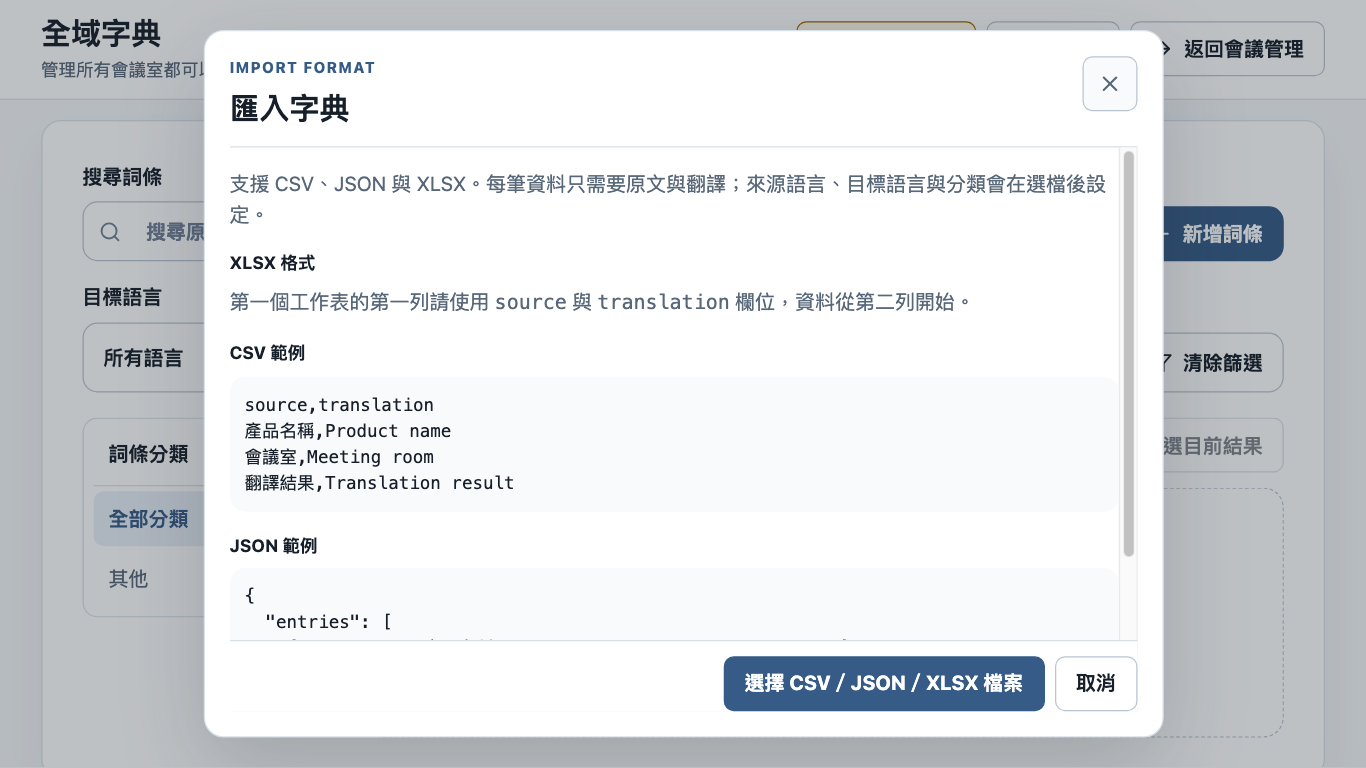 全域字典
管理所有會議室都可
返回會議管理
搜尋詞條
搜尋原
新增詞條
目標語言
所有語言
清除篩選
詞條分類
選目前結果
全部分類
其他
IMPORT FORMAT
匯入字典
支援 CSV、JSON 與 XLSX。每筆資料只需要原文與翻譯；來源語言、目標語言與分類會在選檔後設
定。
XLSX 格式
第一個工作表的第一列請使用 source 與 translation 欄位，資料從第二列開始。
CSV 範例
source,translation
產品名稱,Product name
會議室,Meeting room
翻譯結果,Translation result
JSON 範例
{
"entries": [
選擇 CSV / JSON / XLSX 檔案
取消